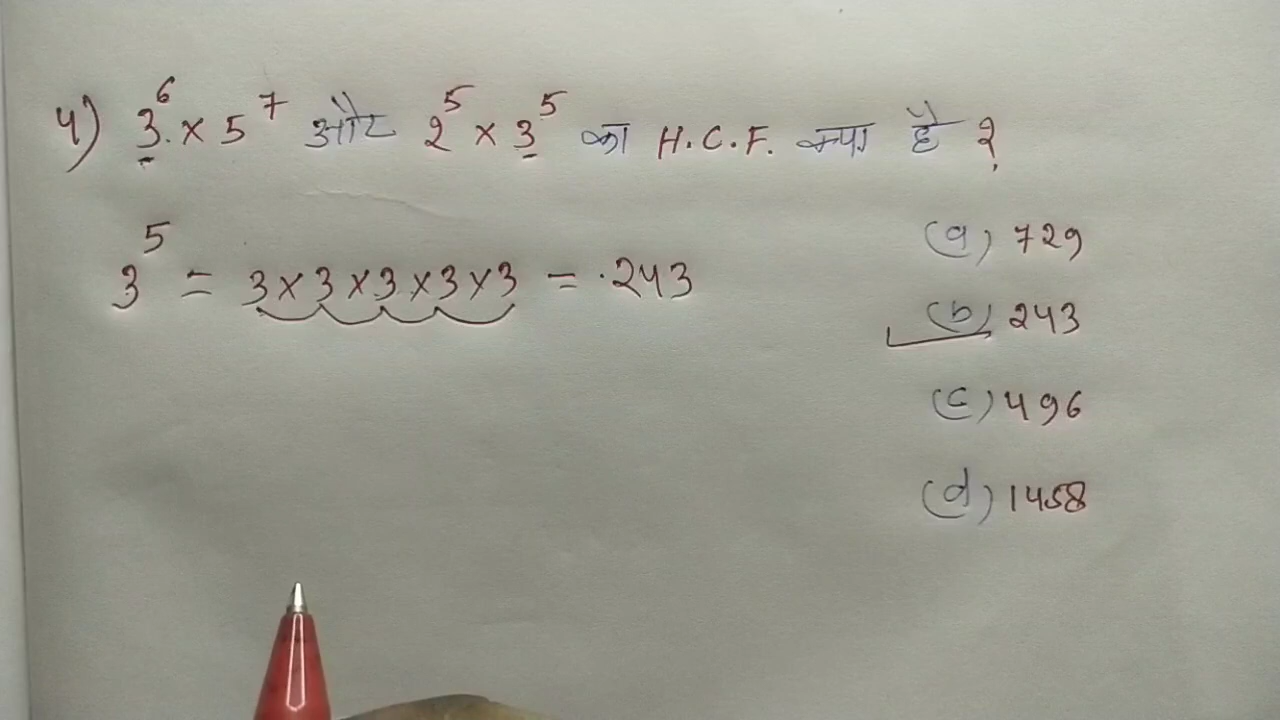 4) 3⁶ × 5⁷ और 2⁵ × 3⁵ का H.C.F. क्या है ?
3⁵ = 3 × 3 × 3 × 3 × 3 = 243
(a) 729
(b) 243
(c) 496
(d) 1458